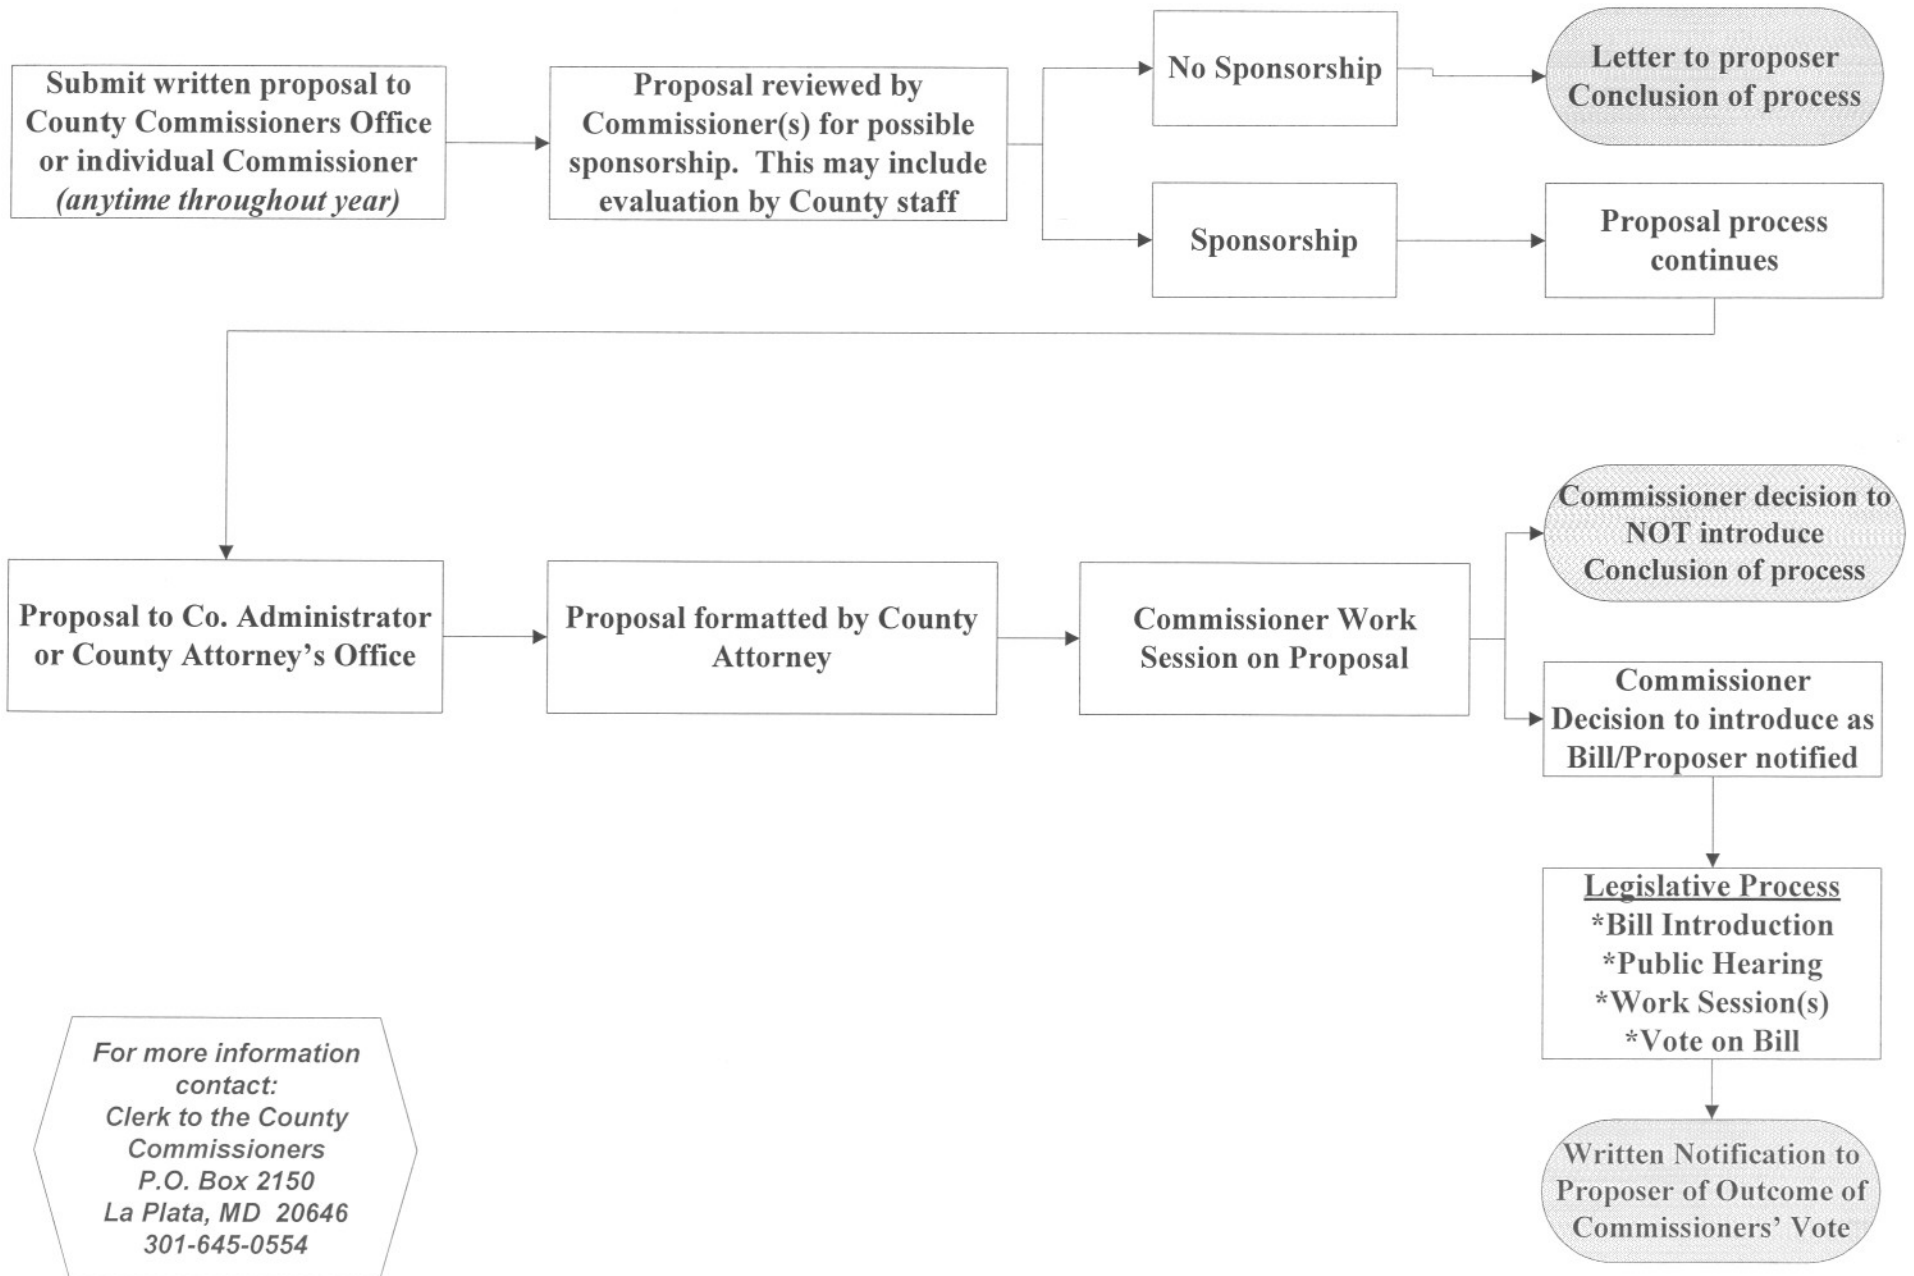 Submit written proposal to
County Commissioners Office
or individual Commissioner
(anytime throughout year)
Proposal reviewed by
Commissioner(s) for possible
sponsorship. This may include
evaluation by County staff
No Sponsorship
Letter to proposer
Conclusion of process
Sponsorship
Proposal process
continues
Proposal to Co. Administrator
or County Attorney's Office
Proposal formatted by County
Attorney
Commissioner Work
Session on Proposal
Commissioner decision to
NOT introduce
Conclusion of process
Commissioner
Decision to introduce as
Bill/Proposer notified
Legislative Process
*Bill Introduction
*Public Hearing
*Work Session(s)
*Vote on Bill
Written Notification to
Proposer of Outcome of
Commissioners' Vote
For more information
contact:
Clerk to the County
Commissioners
P.O. Box 2150
La Plata, MD 20646
301-645-0554